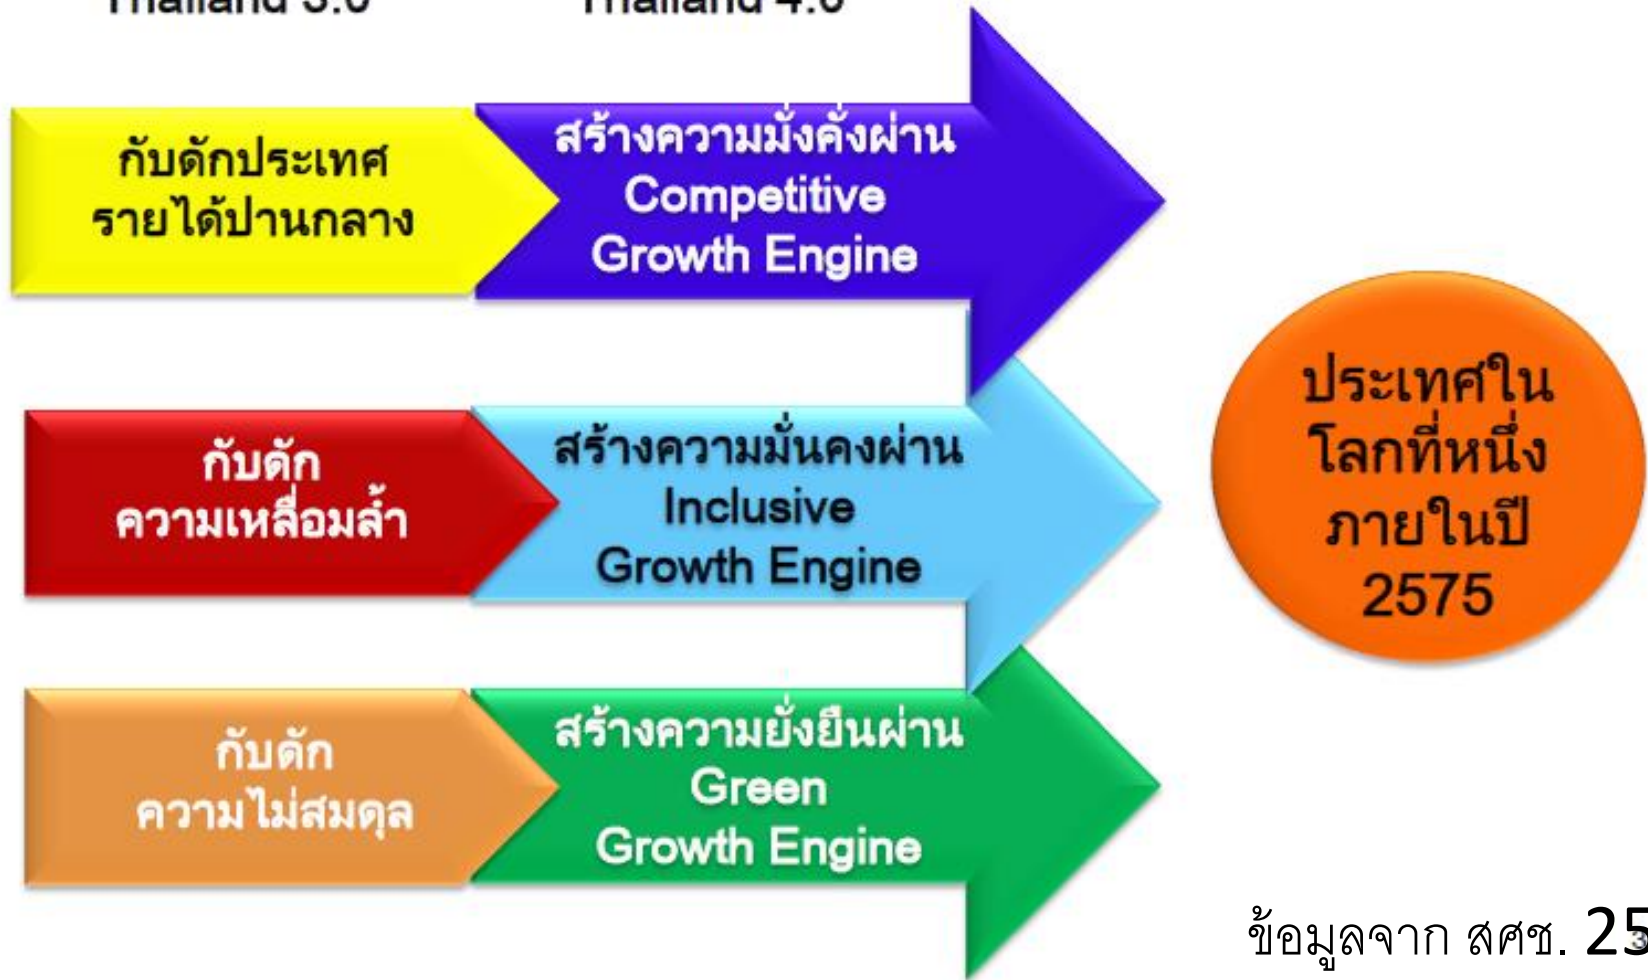 Thailand 3.0
Thailand 4.0
กับดักประเทศ
รายได้ปานกลาง
สร้างความมั่งคั่งผ่าน
Competitive
Growth Engine
กับดัก
ความเหลื่อมล้ำ
สร้างความมั่นคงผ่าน
Inclusive
Growth Engine
กับดัก
ความไม่สมดุล
สร้างความยั่งยืนผ่าน
Green
Growth Engine
ประเทศใน
โลกที่หนึ่ง
ภายในปี
2575
ข้อมูลจาก สศช. 25